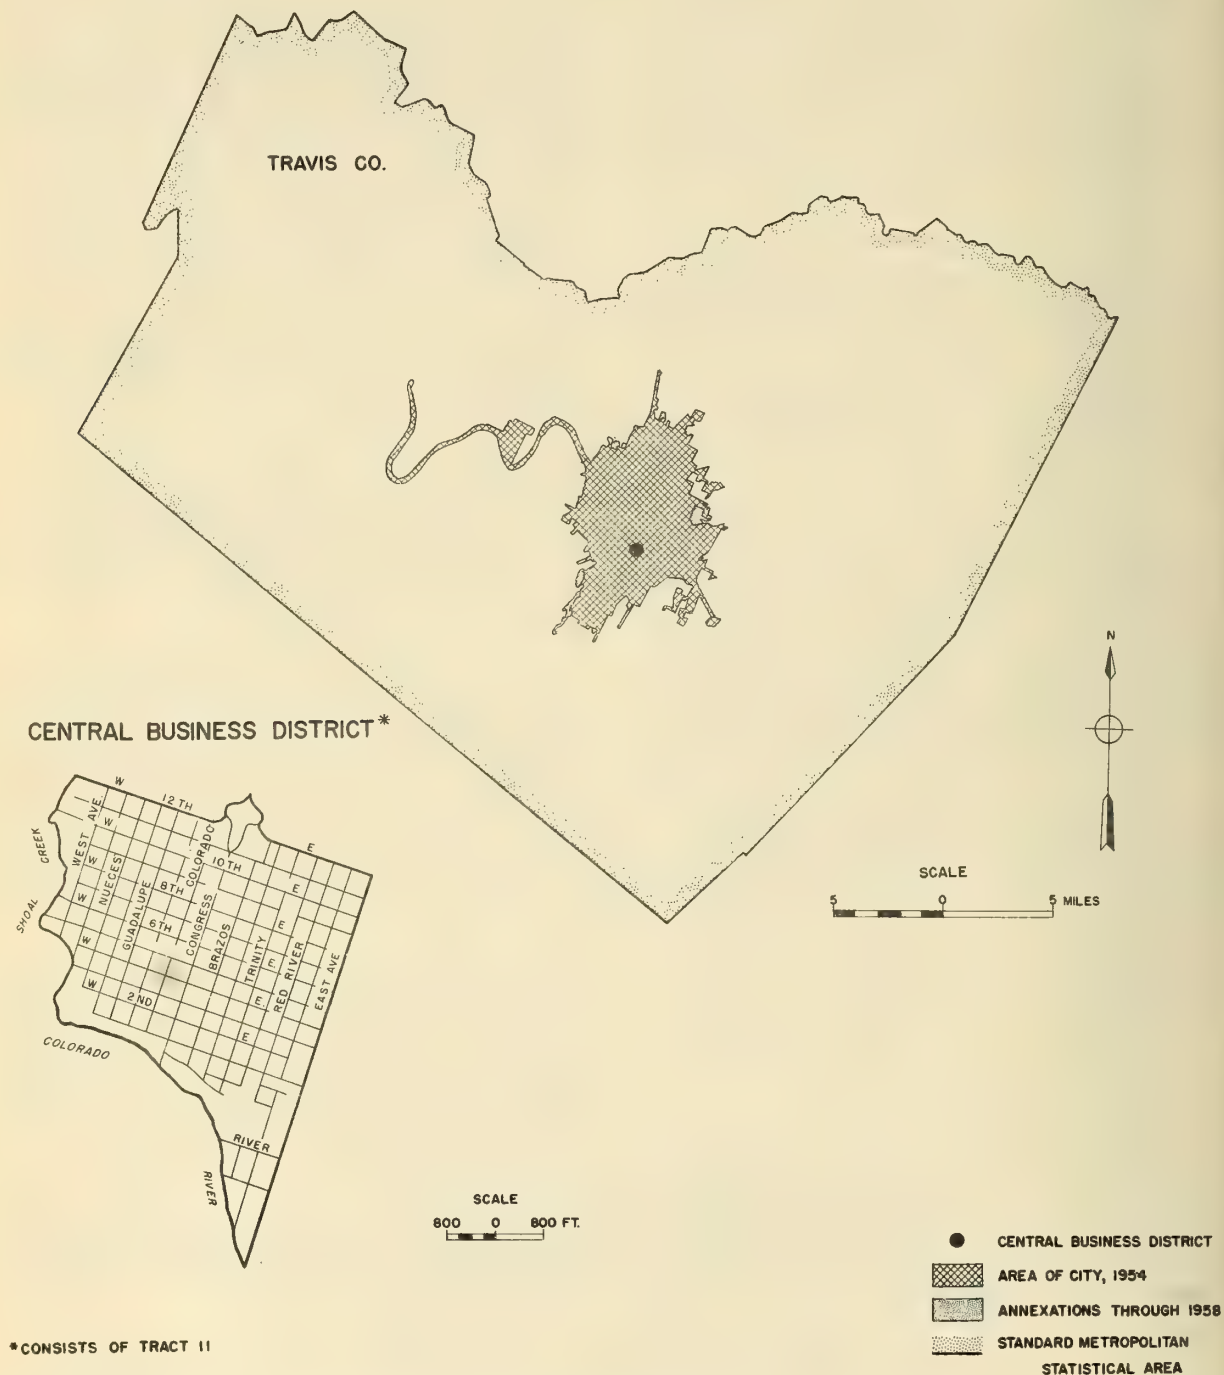 TRAVIS CO.
N
CENTRAL BUSINESS DISTRICT*
SCALE
5 0 5 MILES
W
12TH
E
CREEK
SHOAL
WEST AVE.
W
COLORADO
10TH
W
NUECES
8TH
E
W
GUADALUPE
6TH
CONGRESS
E
W
BRAZOS
TRINITY
E
RED RIVER
EAST AVE
W
2ND
E
E
COLORADO
RIVER
RIVER
SCALE
800 0 800 FT.
CENTRAL BUSINESS DISTRICT
AREA OF CITY, 1954
ANNEXATIONS THROUGH 1958
STANDARD METROPOLITAN
STATISTICAL AREA
*CONSISTS OF TRACT 11